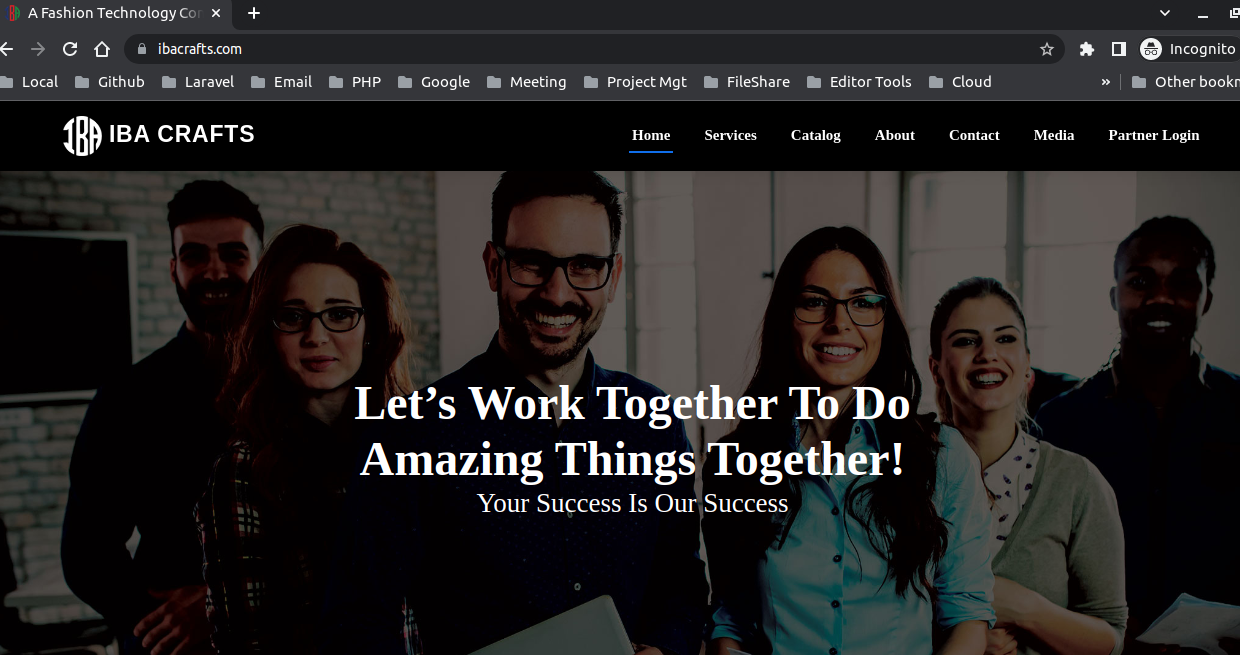 A Fashion Technology Cor
ibacrafts.com
Incognito
Local Github Laravel Email PHP Google Meeting Project Mgt FileShare Editor Tools Cloud » Other bookm
IBA IBA CRAFTS
Home Services Catalog About Contact Media Partner Login
Let’s Work Together To Do
Amazing Things Together!
Your Success Is Our Success